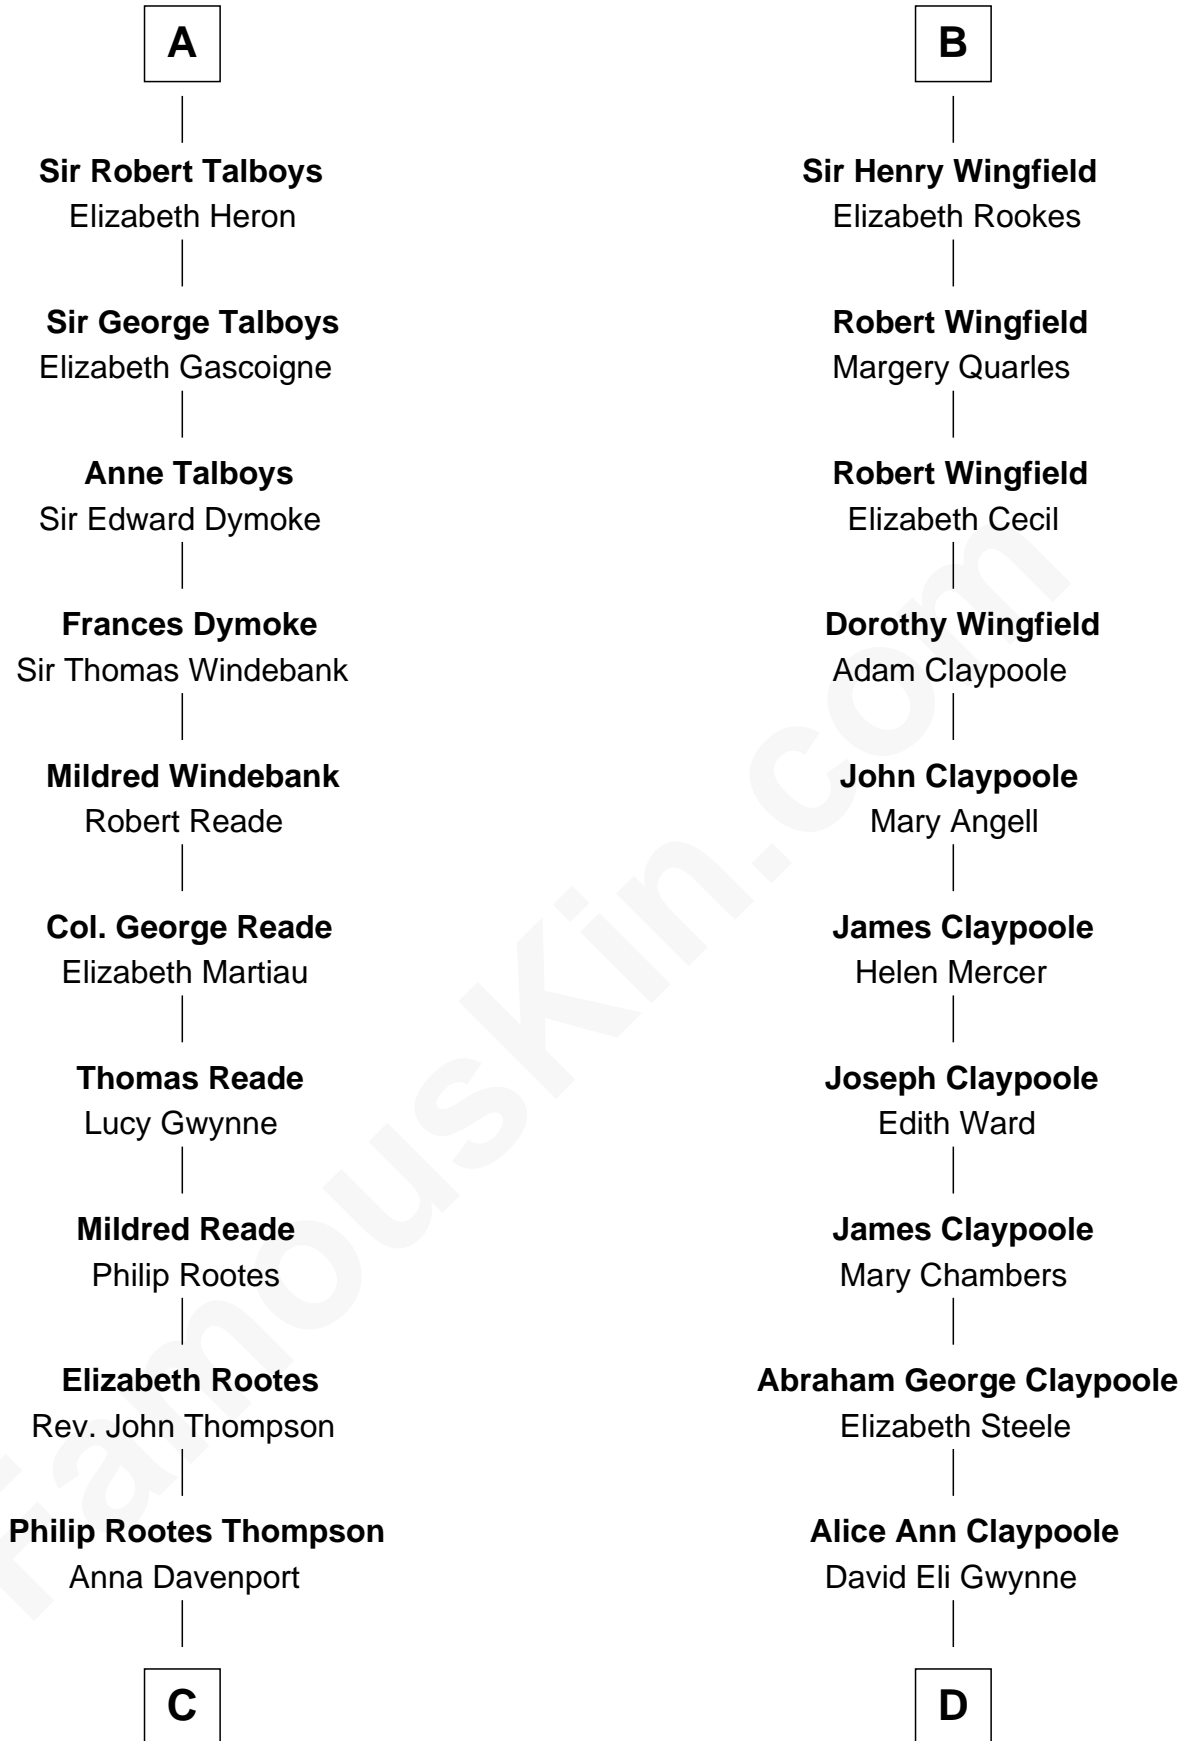 A
Sir Robert Talboys
Elizabeth Heron
Sir George Talboys
Elizabeth Gascoigne
Anne Talboys
Sir Edward Dymoke
Frances Dymoke
Sir Thomas Windebank
Mildred Windebank
Robert Reade
Col. George Reade
Elizabeth Martiau
Thomas Reade
Lucy Gwynne
Mildred Reade
Philip Rootes
Elizabeth Rootes
Rev. John Thompson
Philip Rootes Thompson
Anna Davenport
C
B
Sir Henry Wingfield
Elizabeth Rookes
Robert Wingfield
Margery Quarles
Robert Wingfield
Elizabeth Cecil
Dorothy Wingfield
Adam Claypoole
John Claypoole
Mary Angell
James Claypoole
Helen Mercer
Joseph Claypoole
Edith Ward
James Claypoole
Mary Chambers
Abraham George Claypoole
Elizabeth Steele
Alice Ann Claypoole
David Eli Gwynne
D
FamousKin.com